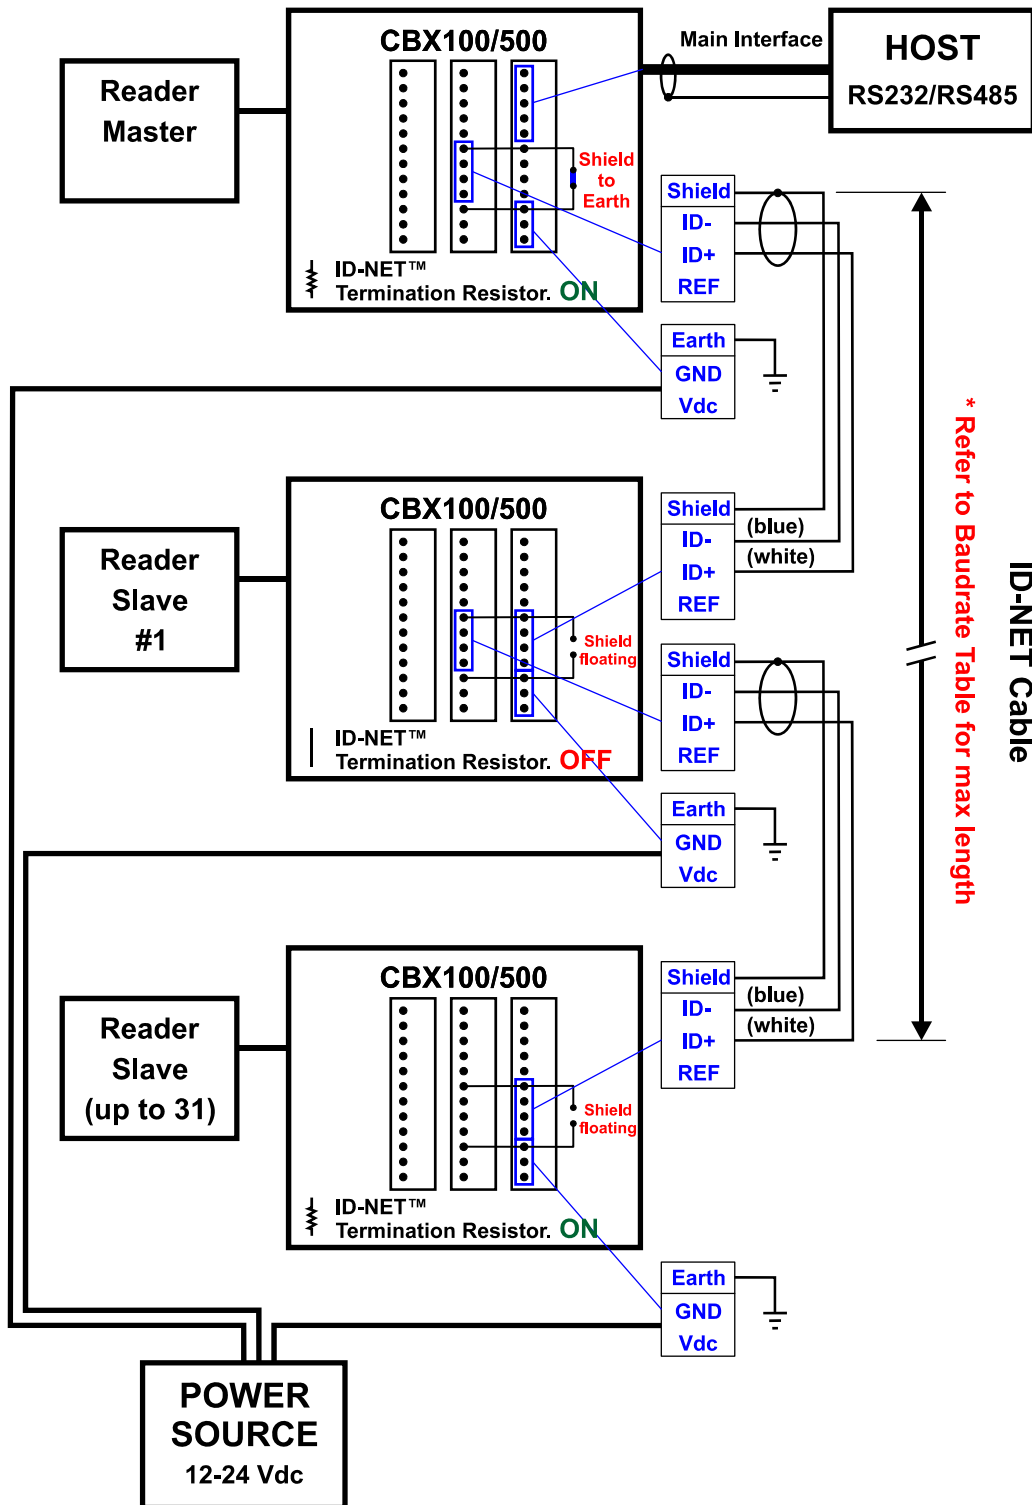 CBX100/500
Main Interface
HOST
RS232/RS485
Reader
Master
Shield
to
Earth
ID-NET™
Termination Resistor. ON
Shield
ID-
ID+
REF
Earth
GND
Vdc
CBX100/500
Reader
Slave
#1
Shield
floating
ID-NET™
Termination Resistor. OFF
Shield
(blue)
ID-
(white)
ID+
REF
Shield
ID-
ID+
REF
Earth
GND
Vdc
ID-NET Cable
* Refer to Baudrate Table for max length
CBX100/500
Reader
Slave
(up to 31)
Shield
floating
ID-NET™
Termination Resistor. ON
Shield
(blue)
ID-
(white)
ID+
REF
Earth
GND
Vdc
POWER
SOURCE
12-24 Vdc